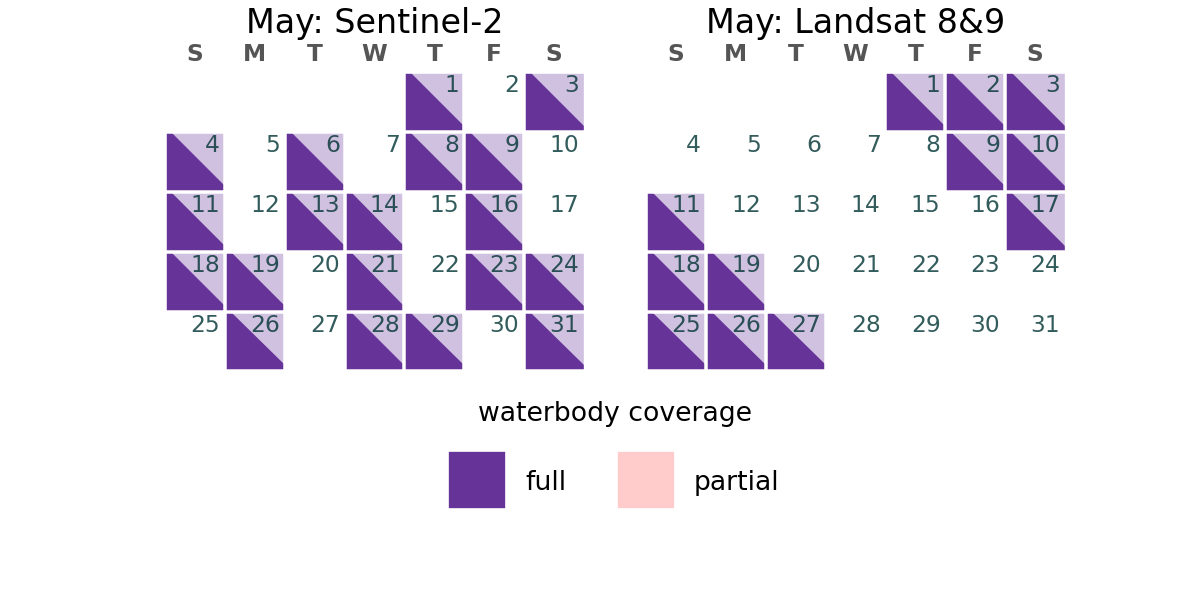 May: Sentinel-2
S M T W T F S
1 2 3
4 5 6 7 8 9 10
11 12 13 14 15 16 17
18 19 20 21 22 23 24
25 26 27 28 29 30 31
May: Landsat 8&9
S M T W T F S
1 2 3
4 5 6 7 8 9 10
11 12 13 14 15 16 17
18 19 20 21 22 23 24
25 26 27 28 29 30 31
waterbody coverage
full partial